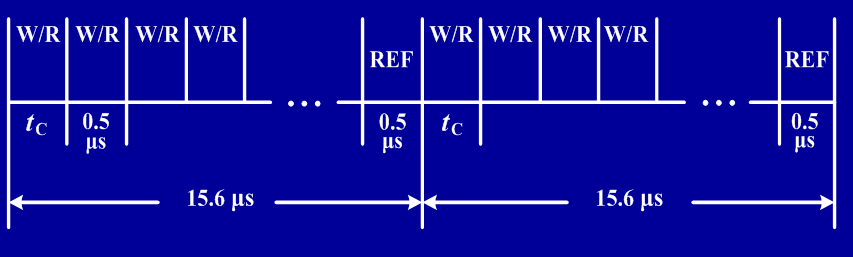 W/R W/R W/R W/R REF W/R W/R W/R W/R REF
... ...
tC 0.5 μs 0.5 μs tC 0.5 μs
15.6 μs 15.6 μs